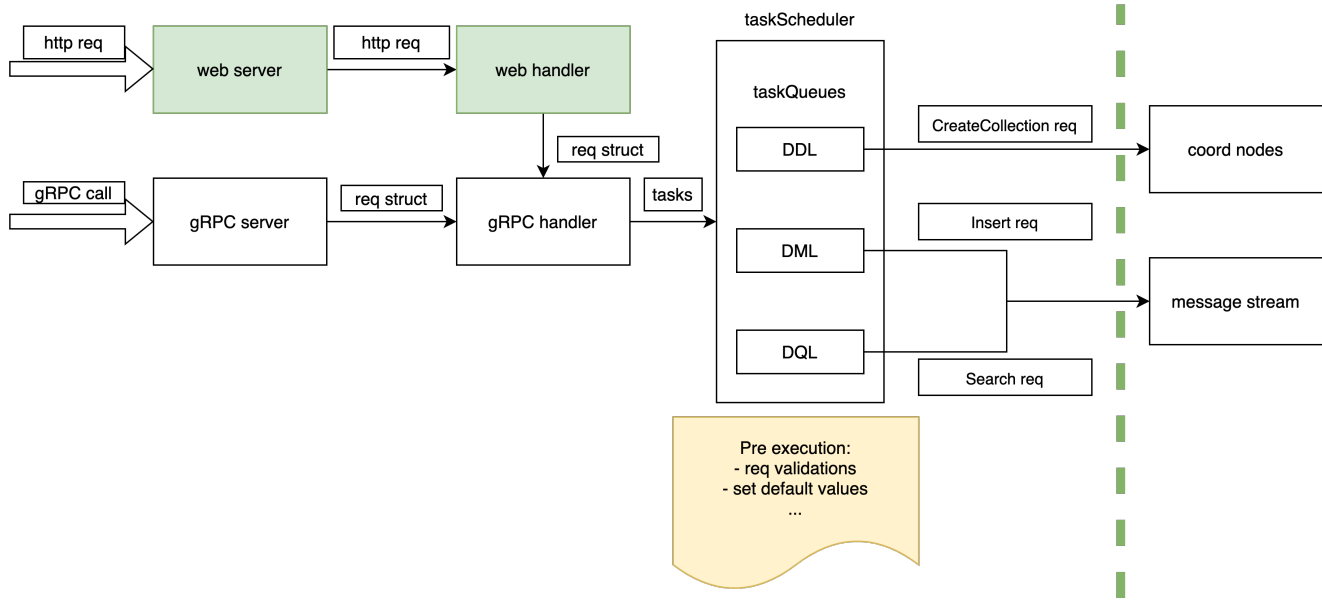 taskScheduler
http req
http req
web server
web handler
taskQueues
CreateCollection req
DDL
coord nodes
req struct
gRPC call
req struct
tasks
gRPC server
gRPC handler
Insert req
DML
message stream
DQL
Search req
Pre execution:
- req validations
- set default values
...